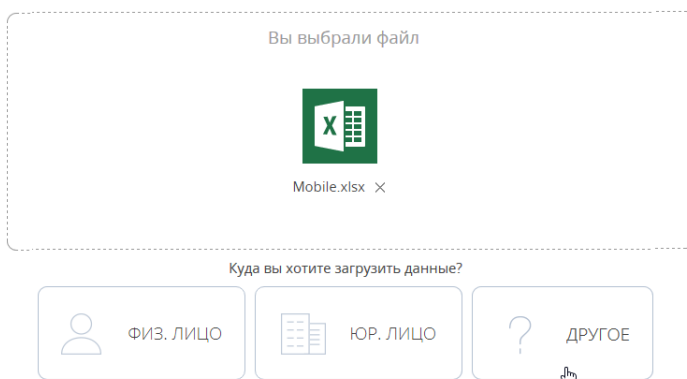 Вы выбрали файл
X
Mobile.xlsx
Куда вы хотите загрузить данные?
ФИЗ. ЛИЦО
ЮР. ЛИЦО
?
ДРУГОЕ